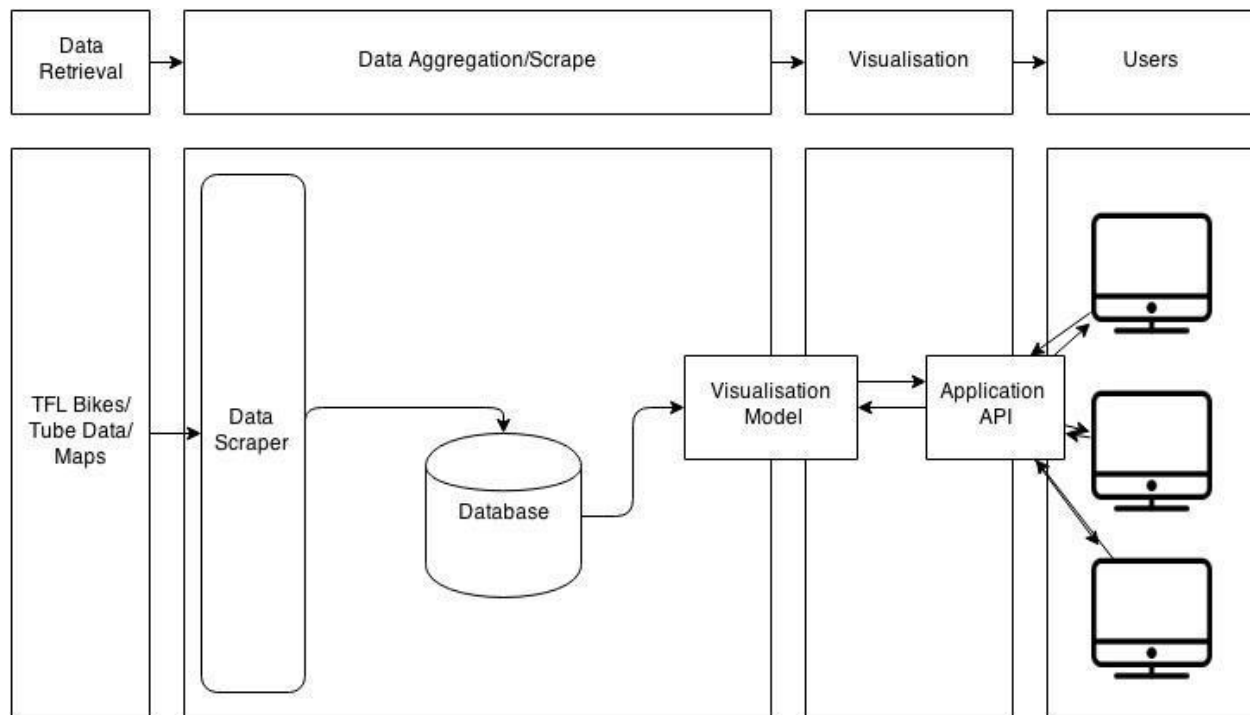 Data
Retrieval
Data Aggregation/Scrape
Visualisation
Users
TFL Bikes/
Tube Data/
Maps
Data
Scraper
Database
Visualisation
Model
Application
API